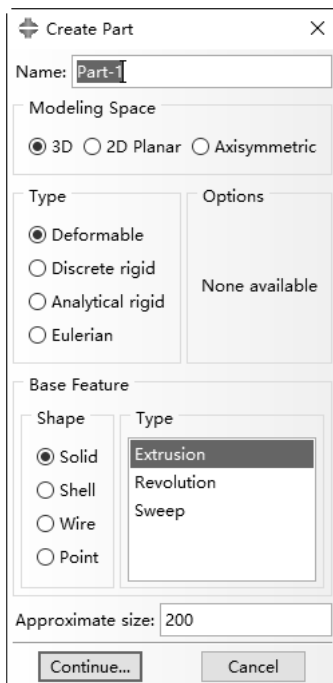 Create Part
Name: Part-1
Modeling Space
3D 2D Planar Axisymmetric
Type
Deformable
Discrete rigid
Analytical rigid
Eulerian
Options
None available
Base Feature
Shape
Solid
Shell
Wire
Point
Type
Extrusion
Revolution
Sweep
Approximate size: 200
Continue... Cancel